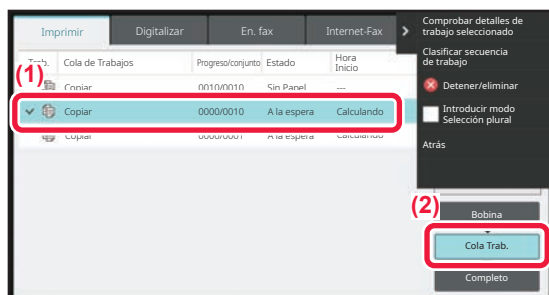 Imprimir
Digitalizar
En. fax
Internet-Fax
Comprobar detalles de
trabajo seleccionado
Clasificar secuencia
de trabajo
Detener/eliminar
Introducir modo
Selección plural
Atrás
(1)
Trab.
Cola de Trabajos
Progreso/conjunto
Estado
Hora
Inicio
Copiar
0010/0010
Sin Papel
---
Copiar
0000/0010
A la espera
Calculando
Copiar
0000/0001
A la espera
Calculando
(2)
Bobina
Cola Trab.
Completo